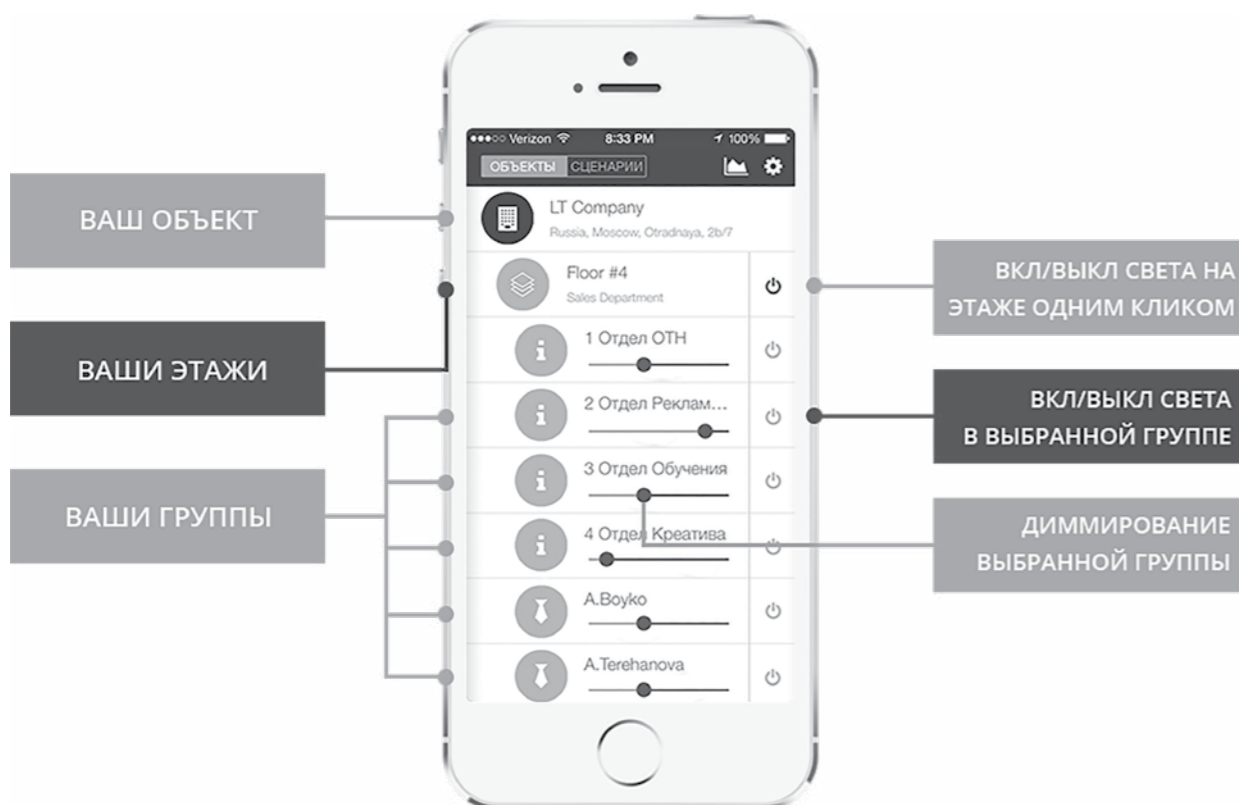 Verizon 8:33 PM 100%
ОБЪЕКТЫ СЦЕНАРИИ
LT Company
Russia, Moscow, Otradnaya, 2b/7
Floor #4
Sales Department
1 Отдел ОТН
2 Отдел Реклам...
3 Отдел Обучения
4 Отдел Креатива
A.Boyko
A.Terehanova
ВАШ ОБЪЕКТ
ВАШИ ЭТАЖИ
ВАШИ ГРУППЫ
ВКЛ/ВЫКЛ СВЕТА НА
ЭТАЖЕ ОДНИМ КЛИКОМ
ВКЛ/ВЫКЛ СВЕТА
В ВЫБРАННОЙ ГРУППЕ
ДИММИРОВАНИЕ
ВЫБРАННОЙ ГРУППЫ